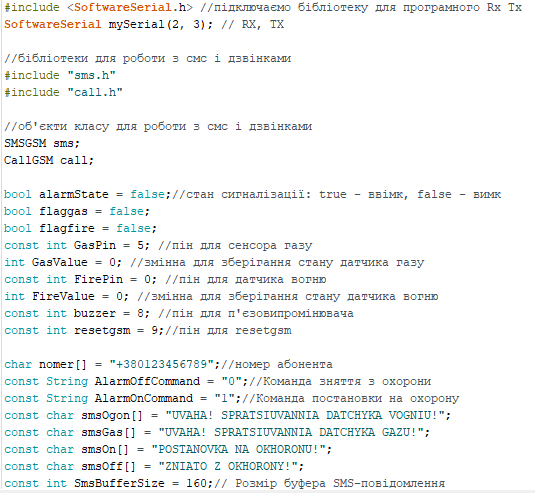 #include <SoftwareSerial.h> //підключаємо бібліотеку для програмного Rx Tx
SoftwareSerial mySerial(2, 3); // RX, TX
//бібліотеки для роботи з смс і дзвінками
#include "sms.h"
#include "call.h"
//об'єкти класу для роботи з смс і дзвінками
SMSGSM sms;
CallGSM call;
bool alarmState = false;//стан сигналізації: true - ввімк, false - вимк
bool flaggas = false;
bool flagfire = false;
const int GasPin = 5; //пін для сенсора газу
int GasValue = 0; //змінна для зберігання стану датчика газу
const int FirePin = 0; //пін для датчика вогню
int FireValue = 0; //змінна для зберігання стану датчика вогню
const int buzzer = 8; //пін для п'єзовипромінювача
const int resetgsm = 9;//пін для resetgsm
char nomer[] = "+380123456789";//номер абонента
const String AlarmOffCommand = "0";//Команда зняття з охорони
const String AlarmOnCommand = "1";//Команда постановки на охорону
const char smsOgon[] = "UVAHA! SPRATSIUVANNIA DATCHYKA VOGNIU!";
const char smsGas[] = "UVAHA! SPRATSIUVANNIA DATCHYKA GAZU!";
const char smsOn[] = "POSTANOVKA NA OKHORONU!";
const char smsOff[] = "ZNIATO Z OKHORONY!";
const int SmsBufferSize = 160;// Розмір буфера SMS-повідомлення